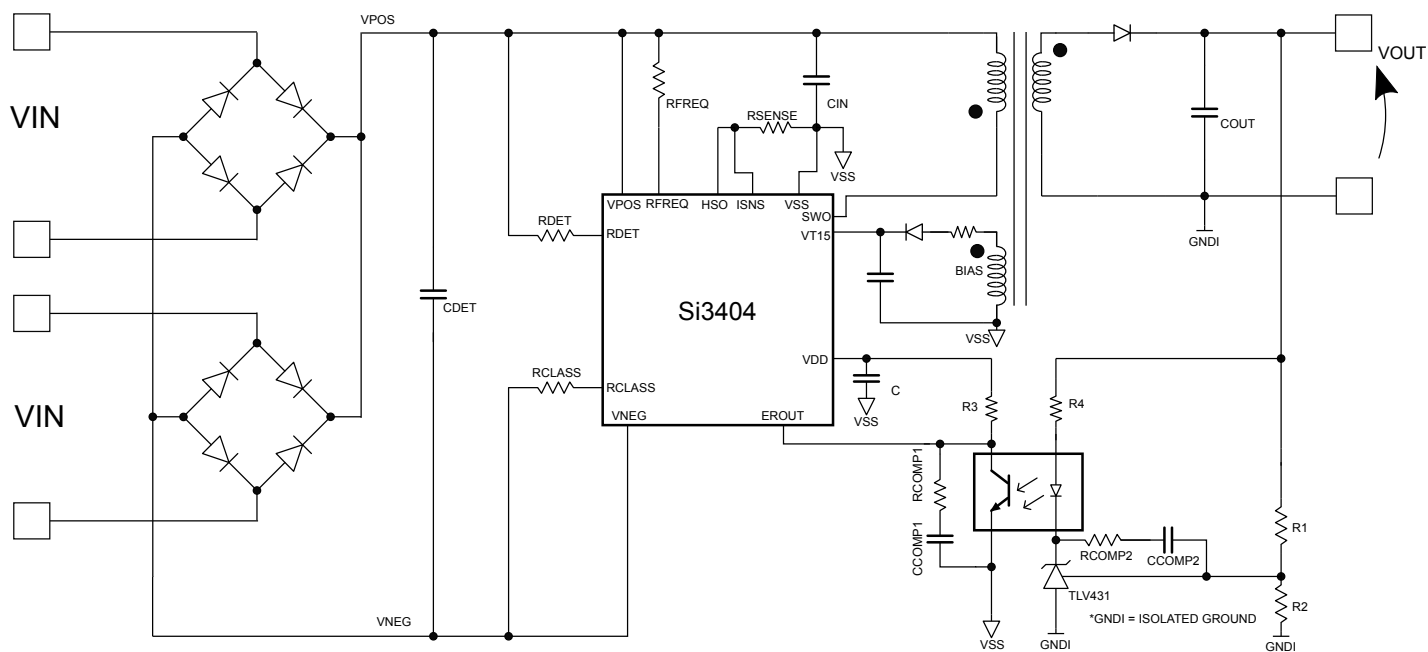 VPOS
VOUT
VIN
RFREQ
CIN
RSENSE
COUT
VSS
VPOS
RFREQ
HSO
ISNS
VSS
SWO
RDET
RDET
VT15
GNDI
BIAS
CDET
Si3404
VSS
VDD
RCLASS
RCLASS
C
VIN
VNEG
EROUT
VSS
R3
R4
RCOMP1
CCOMP1
R1
RCOMP2
CCOMP2
TLV431
R2
*GNDI = ISOLATED GROUND
VNEG
VSS
GNDI
GNDI